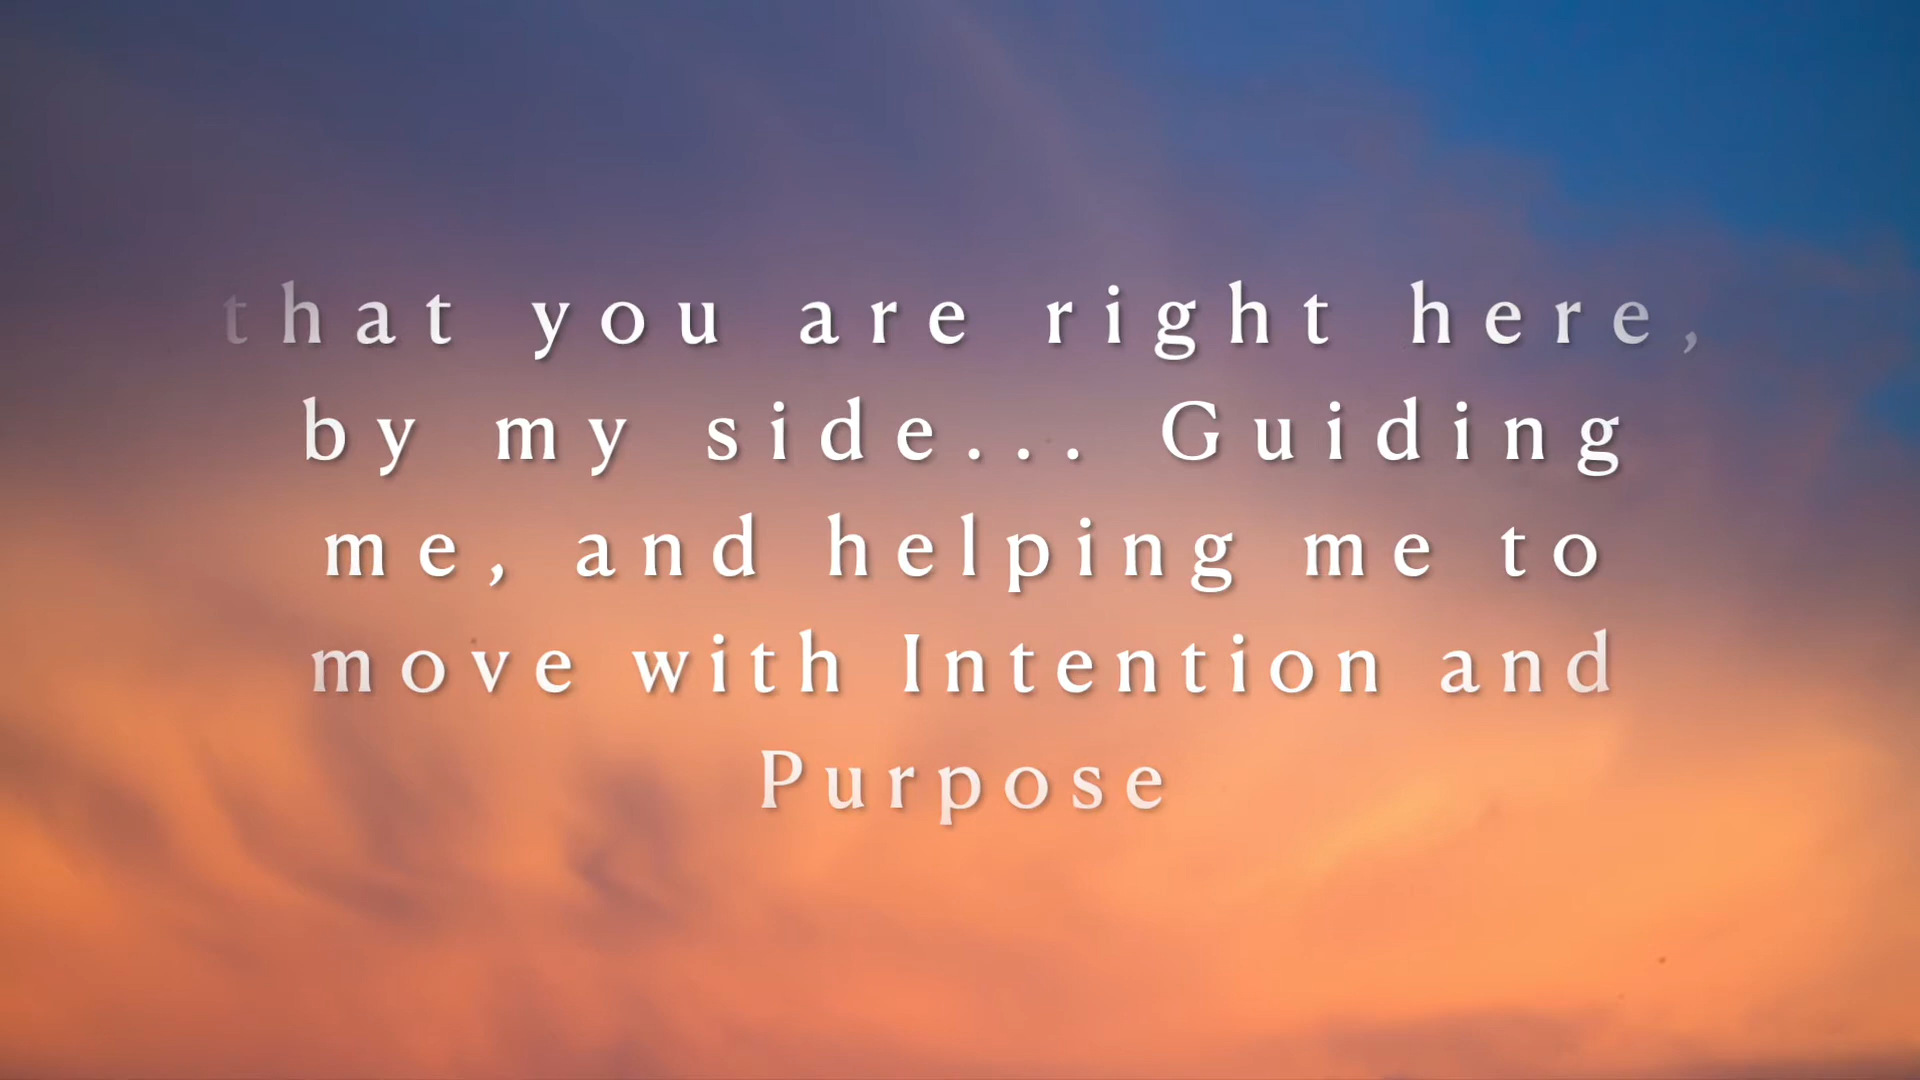 that you are right here,
by my side... Guiding
me, and helping me to
move with Intention and
Purpose